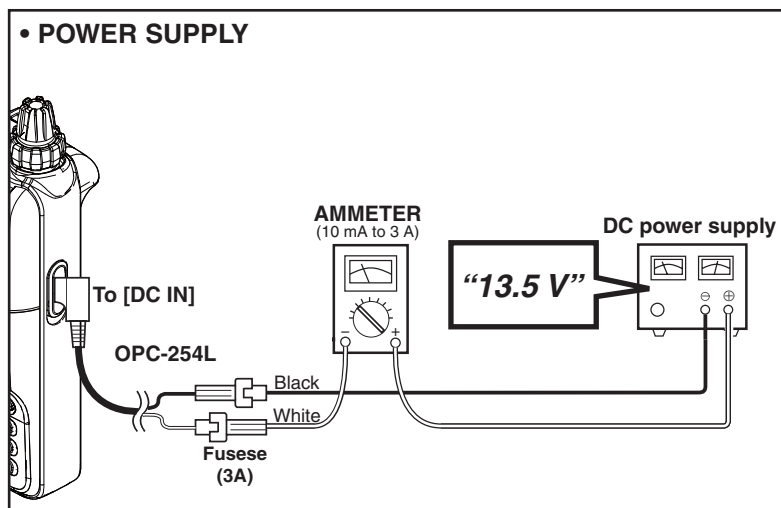 • POWER SUPPLY
AMMETER
(10 mA to 3 A)
DC power supply
"13.5 V"
To [DC IN]
− +
⊖ ⊕
OPC-254L
Black
White
Fusese
(3A)